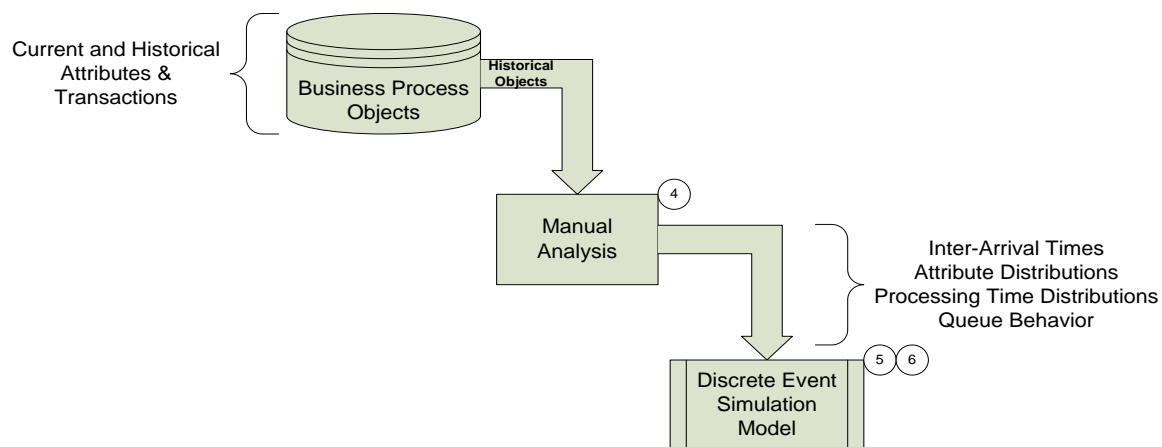 Current and Historical
Attributes &
Transactions
Business Process
Objects
Historical
Objects
Manual
Analysis
4
Inter-Arrival Times
Attribute Distributions
Processing Time Distributions
Queue Behavior
Discrete Event
Simulation
Model
5
6